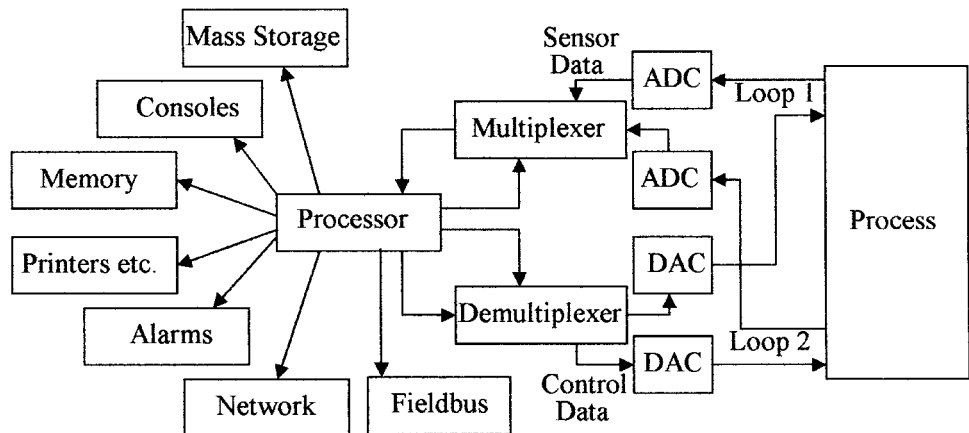 Mass Storage
Sensor
Data
ADC
Loop 1
Consoles
Multiplexer
Memory
ADC
Processor
Process
Printers etc.
DAC
Demultiplexer
Alarms
Loop 2
DAC
Control
Data
Network
Fieldbus